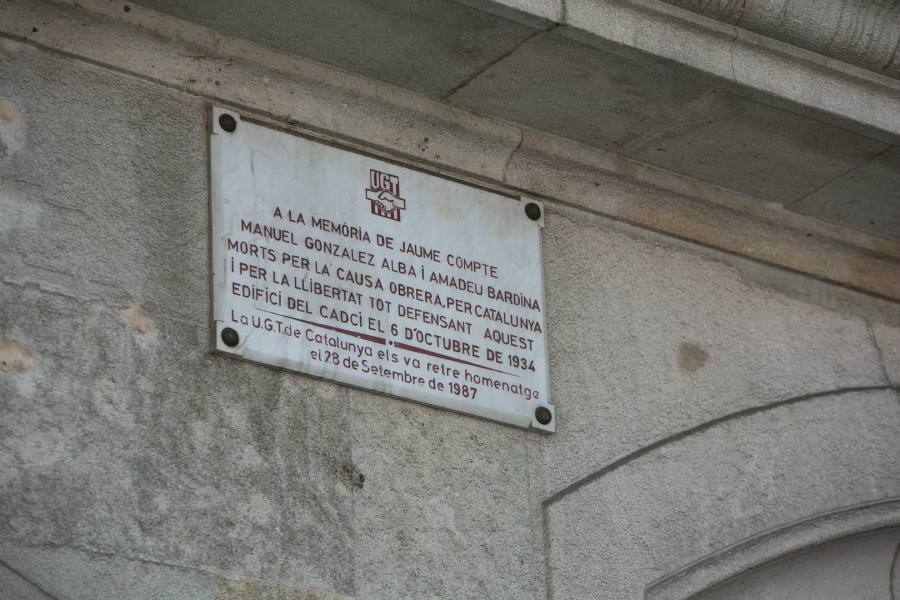 UGT
A LA MEMÒRIA DE JAUME COMPTE
MANUEL GONZALEZ ALBA I AMADEU BARDINA
MORTS PER LA CAUSA OBRERA, PER CATALUNYA
I PER LA LLIBERTAT TOT DEFENSANT AQUEST
EDIFICI DEL CADCI EL 6 D'OCTUBRE DE 1934
La U.G.T. de Catalunya els va retre homenatge
el 28 de Setembre de 1987